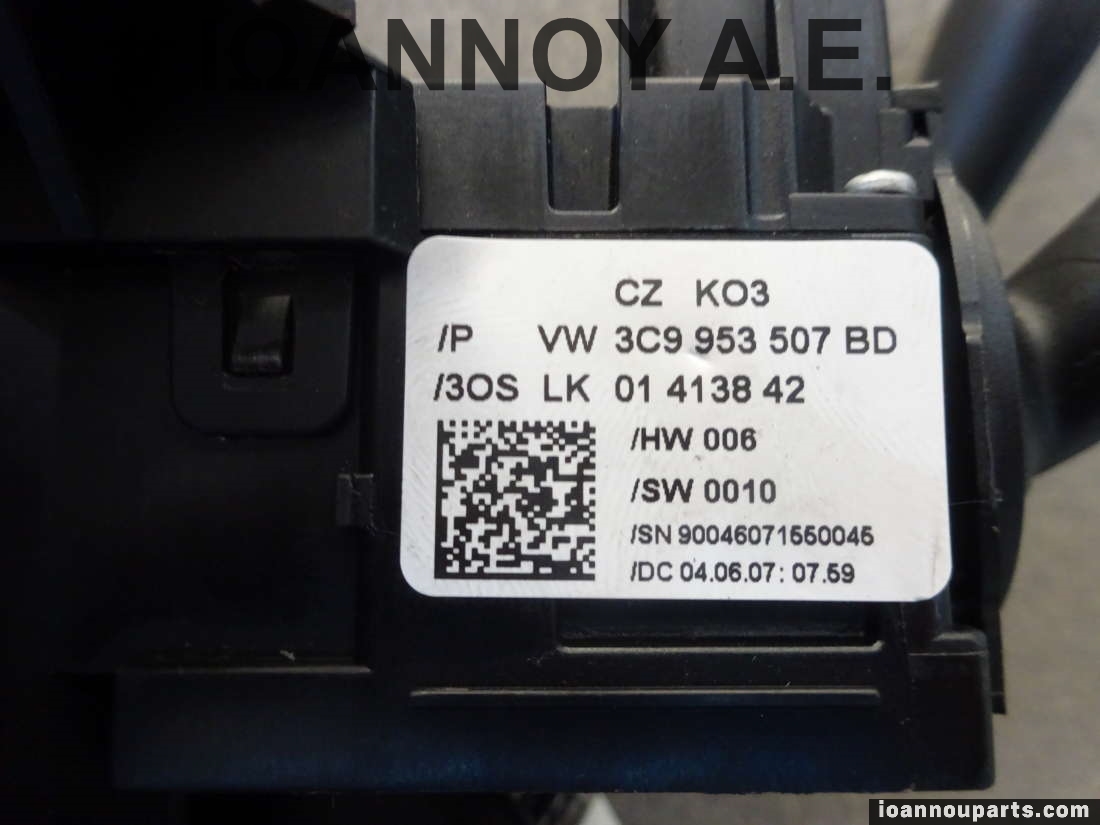 ΙΩΑΝΝΟΥ Α.Ε.
CZ KO3
/P VW 3C9 953 507 BD
/3OS LK 01 4138 42
/HW 006
/SW 0010
/SN 90046071550045
/DC 04.06.07: 07.59
ioannouparts.com